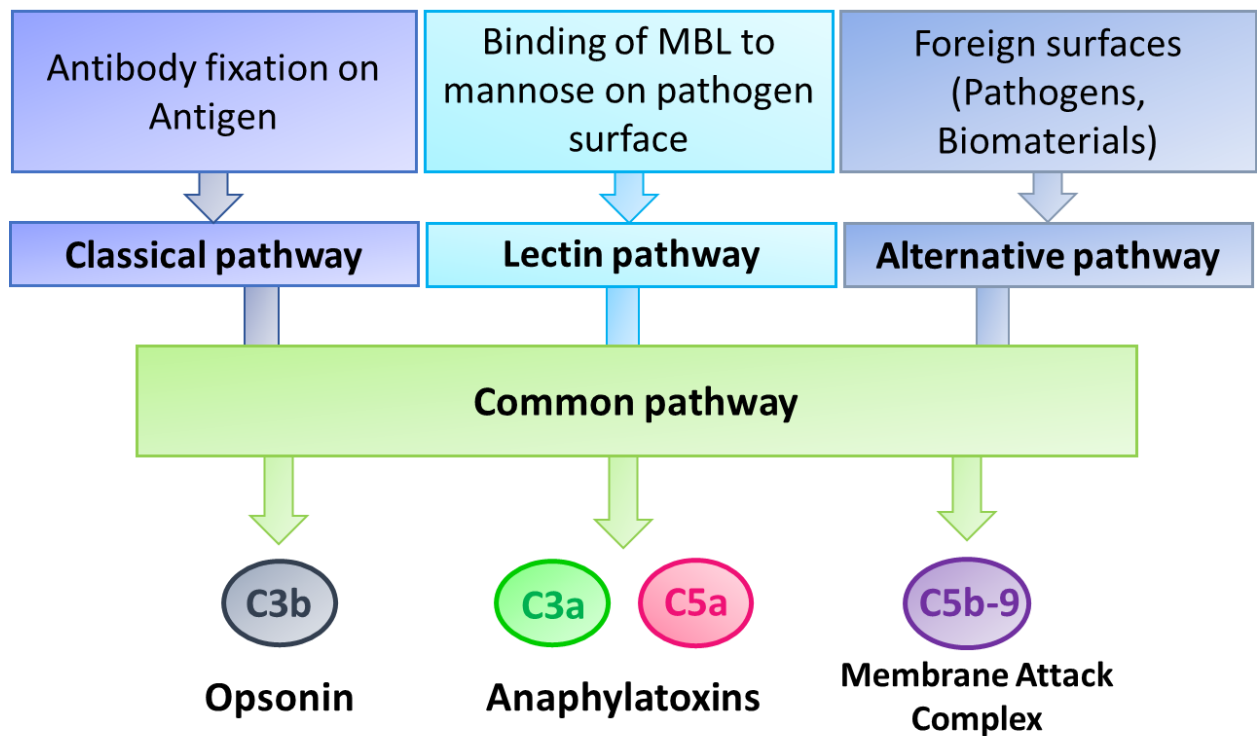 Antibody fixation on
Antigen
Binding of MBL to
mannose on pathogen
surface
Foreign surfaces
(Pathogens,
Biomaterials)
Classical pathway
Lectin pathway
Alternative pathway
Common pathway
C3b
C3a
C5a
C5b-9
Opsonin
Anaphylatoxins
Membrane Attack
Complex